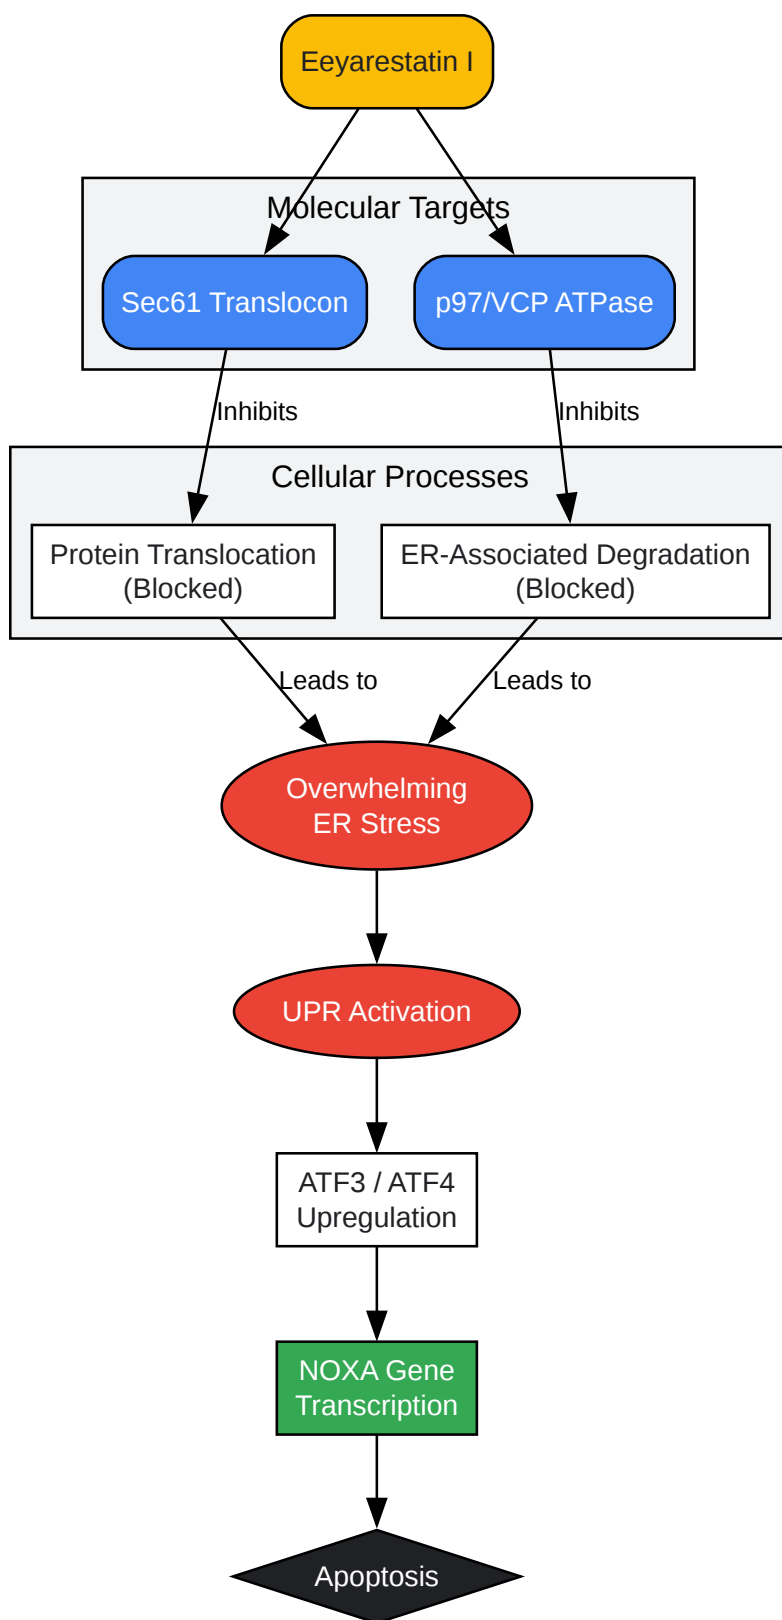 Eeyarestatin I
Molecular Targets
Sec61 Translocon
p97/VCP ATPase
Inhibits
Inhibits
Cellular Processes
Protein Translocation
(Blocked)
ER-Associated Degradation
(Blocked)
Leads to
Leads to
Overwhelming
ER Stress
UPR Activation
ATF3 / ATF4
Upregulation
NOXA Gene
Transcription
Apoptosis